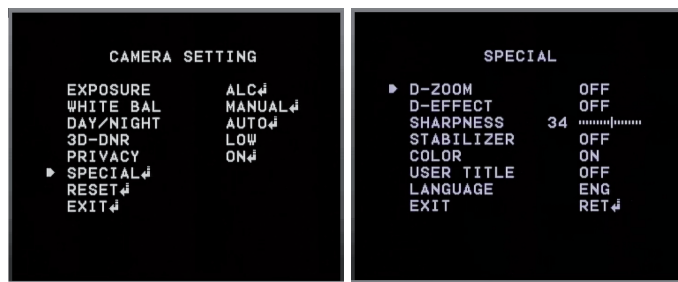 CAMERA SETTING
EXPOSURE ALC↲
WHITE BAL MANUAL↲
DAY/NIGHT AUTO↲
3D-DNR LOW
PRIVACY ON↲
SPECIAL↲
RESET↲
EXIT↲
SPECIAL
D-ZOOM OFF
D-EFFECT OFF
SHARPNESS 34
STABILIZER OFF
COLOR ON
USER TITLE OFF
LANGUAGE ENG
EXIT RET↲